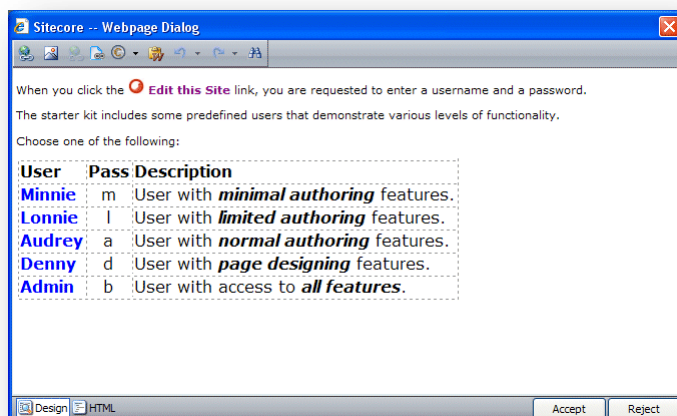 Sitecore -- Webpage Dialog
When you click the Edit this Site link, you are requested to enter a username and a password.
The starter kit includes some predefined users that demonstrate various levels of functionality.
Choose one of the following:
User Pass Description
Minnie m User with minimal authoring features.
Lonnie l User with limited authoring features.
Audrey a User with normal authoring features.
Denny d User with page designing features.
Admin b User with access to all features.
Design HTML Accept Reject